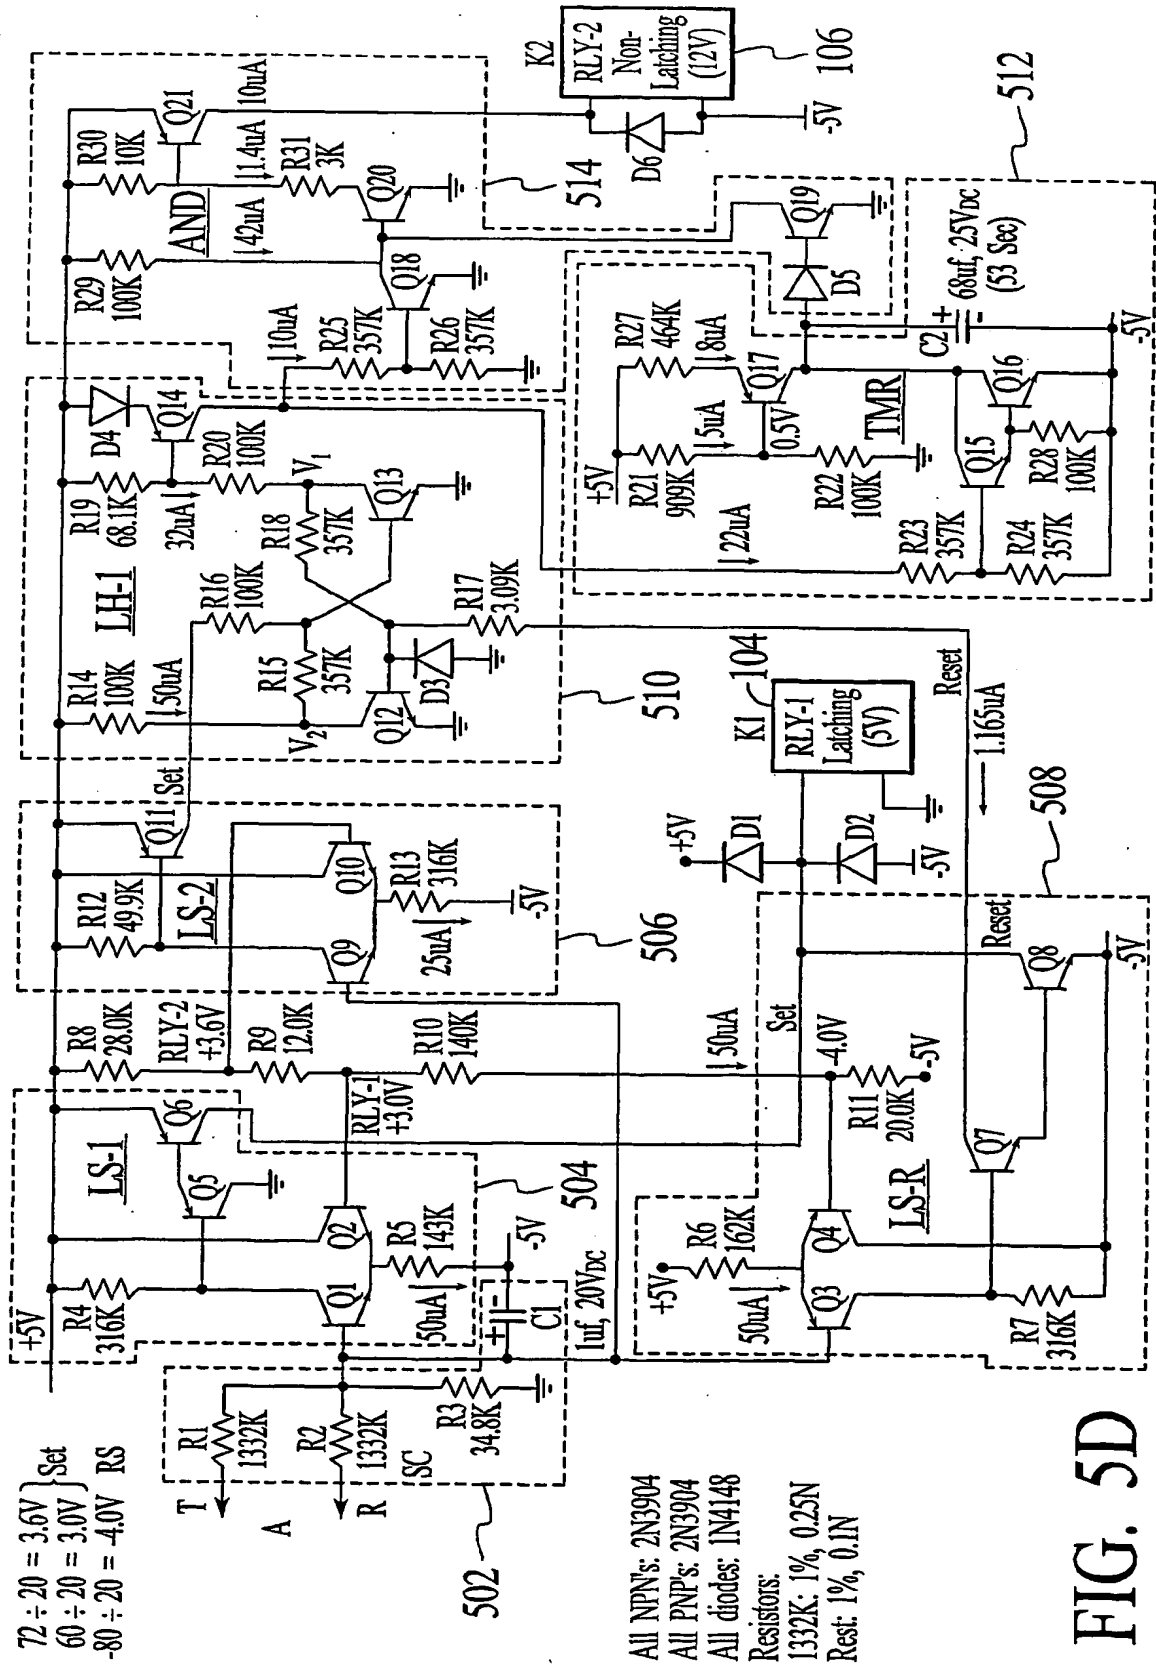 72 ÷ 20 = 3.6V
60 ÷ 20 = 3.0V
Set
-80 ÷ 20 = -4.0V RS
T
A
R
R1
1332K
R2
1332K
R3
34.8K
SC
502
+5V
R4
316K
LS-1
Q5
Q6
Q1
Q2
R5
143K
50uA
-5V
C1
+
-
1uf, 20VDC
504
R8
28.0K
RLY-2
+3.6V
R9
12.0K
RLY-1
+3.0V
R10
140K
50uA
-4.0V
R11
20.0K
-5V
R12
49.9K
LS-2
Q11
Set
Q9
Q10
R13
316K
25uA
-5V
506
+5V
R6
162K
50uA
Q3
Q4
LS-R
R7
316K
Q7
Q8
Reset
-5V
508
Set
+5V
D1
D2
-5V
K1
RLY-1
Latching
(5V)
104
Reset
1.165uA
R14
100K
50uA
LH-1
R16
100K
R15
357K
V2
Q12
D3
R17
3.09K
R18
357K
V1
Q13
R19
68.1K
32uA
R20
100K
D4
Q14
510
R29
100K
AND
42uA
R30
10K
1.4uA
R31
3K
Q21
10uA
Q20
Q18
10uA
R25
357K
R26
357K
514
K2
RLY-2
Non-
Latching
(12V)
106
D6
-5V
Q19
D5
+5V
R21
909K
5uA
R27
464K
8uA
Q17
0.5V
R22
100K
TMR
22uA
R23
357K
R24
357K
Q15
Q16
R28
100K
C2
+
-
68uf, 25VDC
(53 Sec)
-5V
512
All NPN's: 2N3904
All PNP's: 2N3904
All diodes: 1N4148
Resistors:
1332K: 1%, 0.25N
Rest: 1%, 0.1N
FIG. 5D